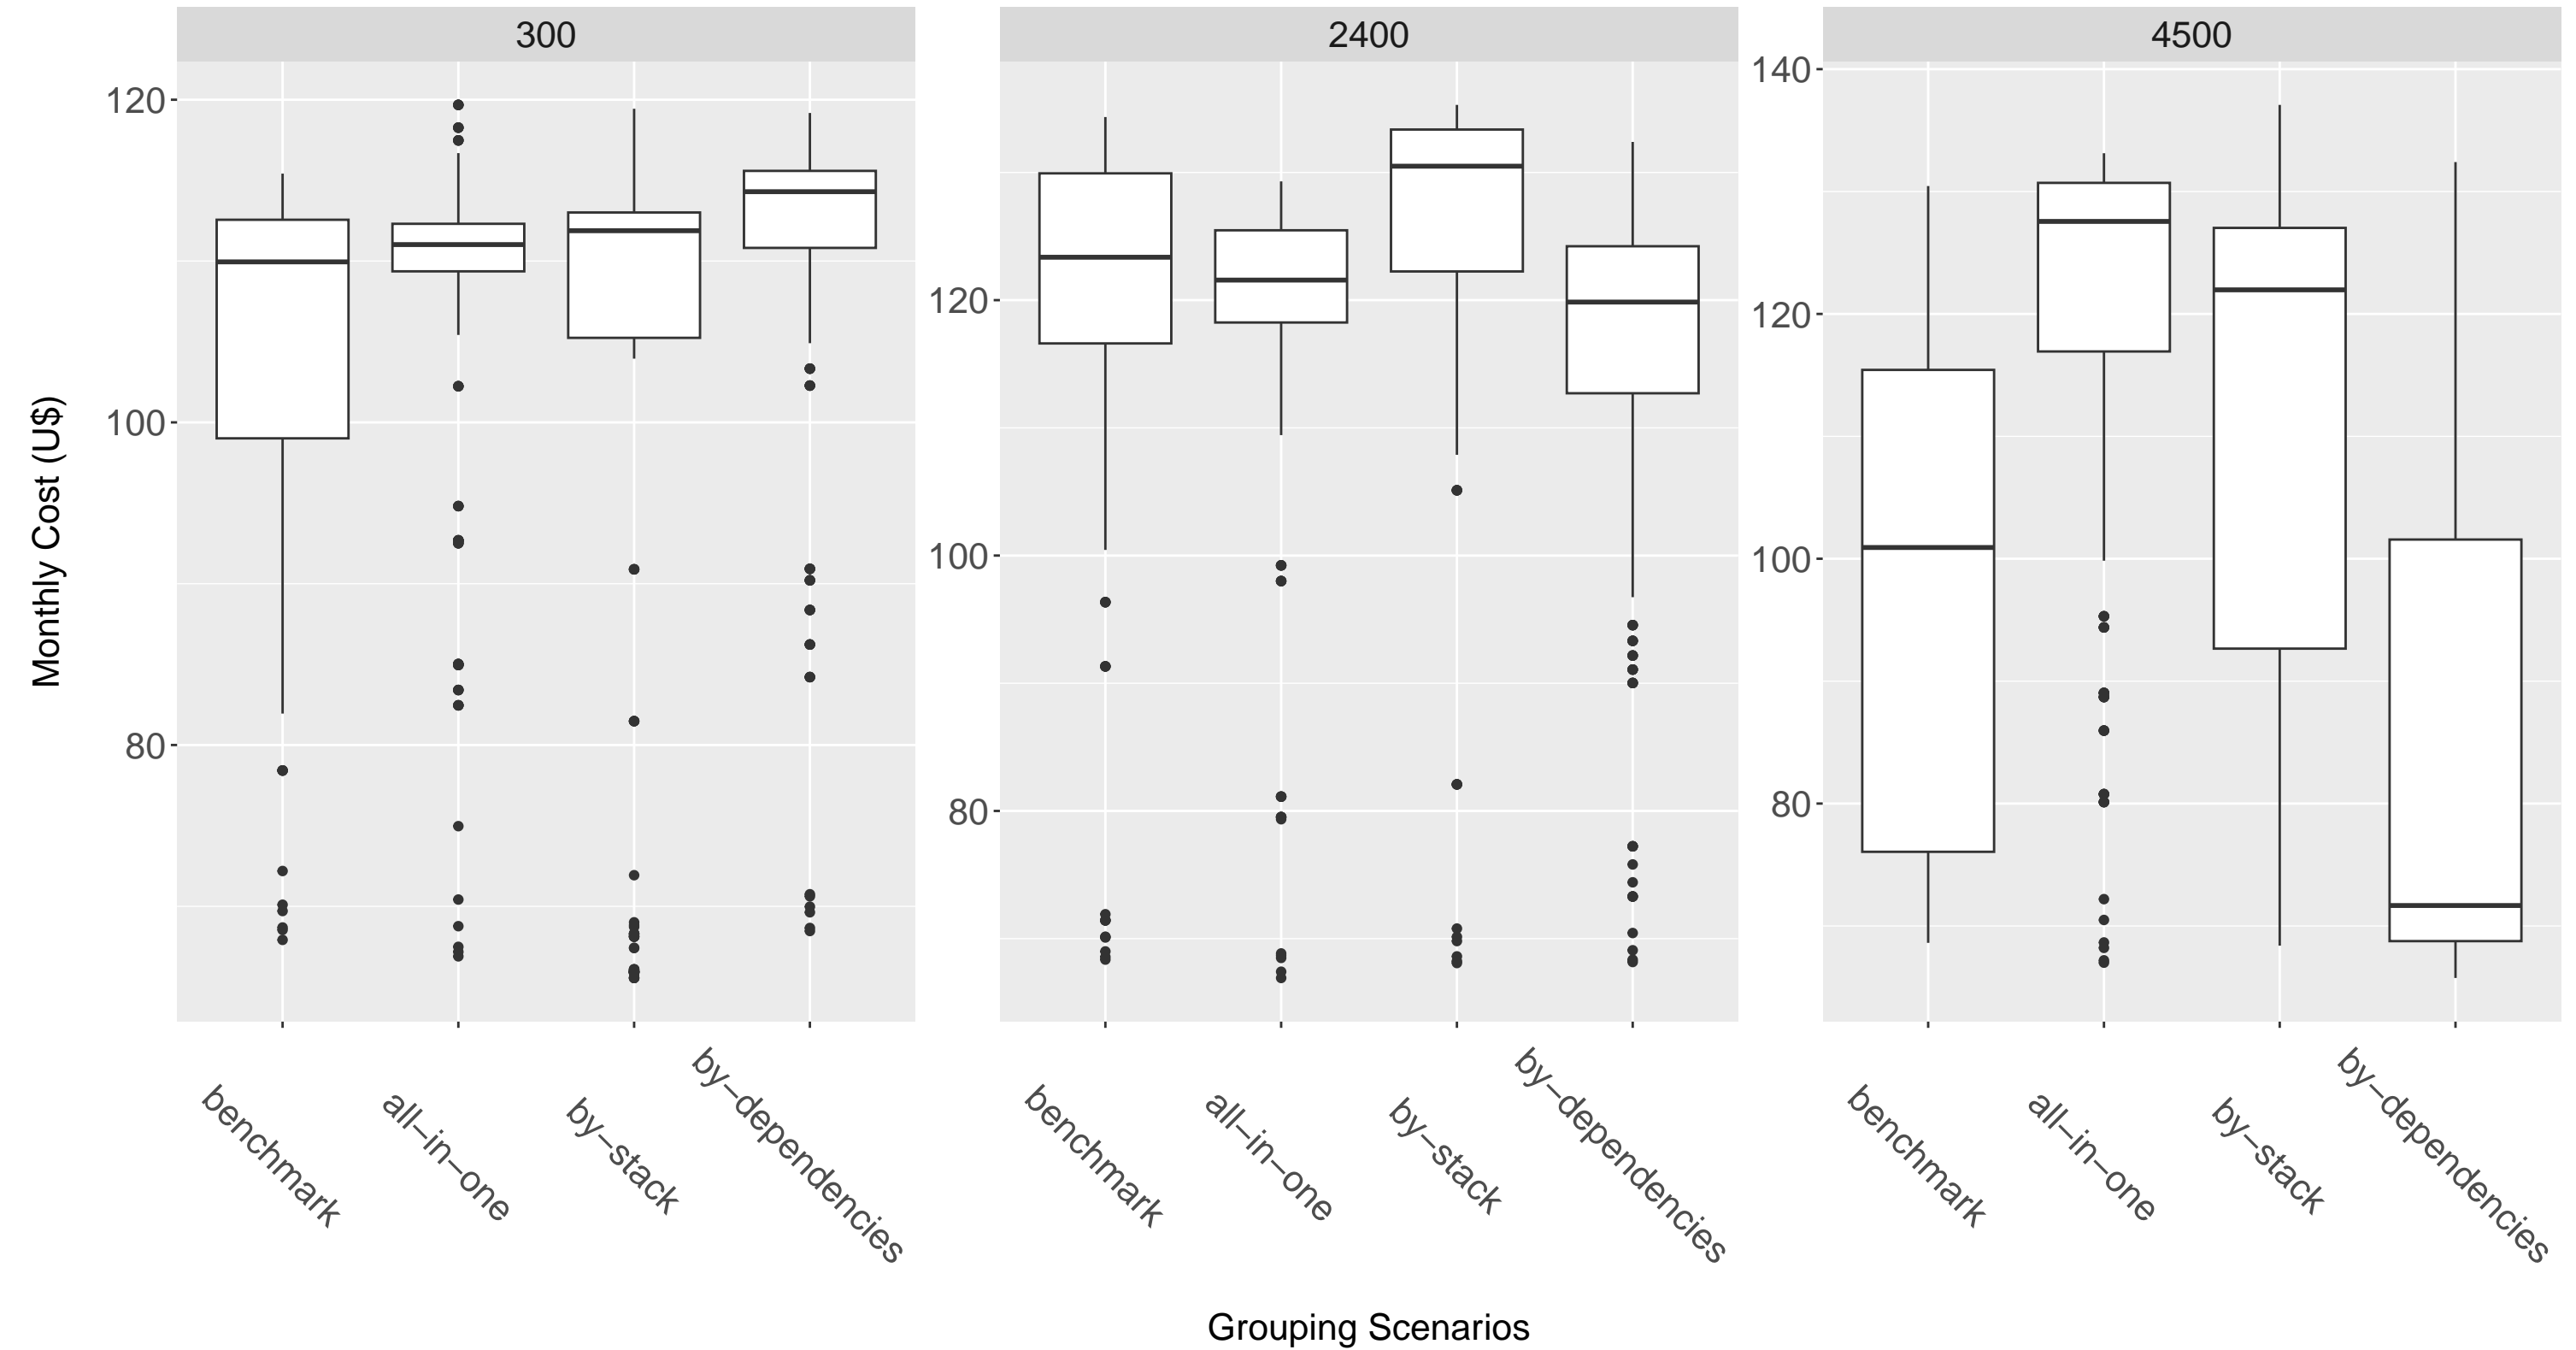 300
2400
4500
120
100
80
120
100
80
140
120
100
80
Monthly Cost (U$)
benchmark
all−in−one
by−stack
by−dependencies
benchmark
all−in−one
by−stack
by−dependencies
benchmark
all−in−one
by−stack
by−dependencies
Grouping Scenarios